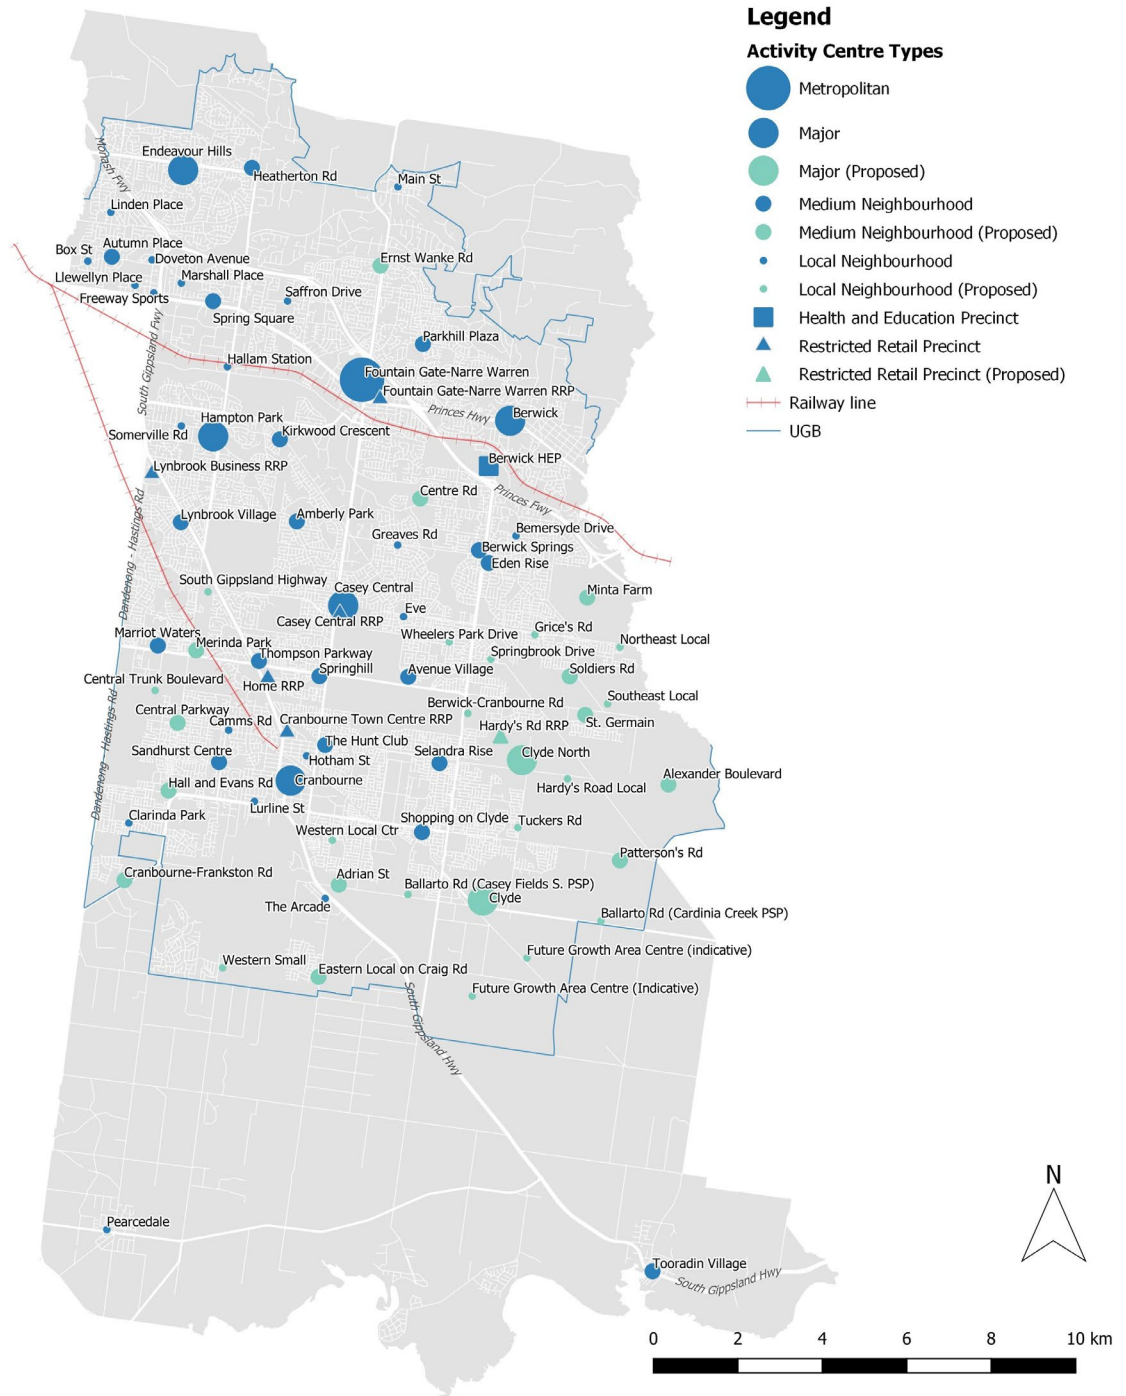 Legend
Activity Centre Types
Metropolitan
Major
Major (Proposed)
Medium Neighbourhood
Medium Neighbourhood (Proposed)
Local Neighbourhood
Local Neighbourhood (Proposed)
Health and Education Precinct
Restricted Retail Precinct
Restricted Retail Precinct (Proposed)
Railway line
UGB
Monash Fwy
Endeavour Hills
Heatherton Rd
Main St
Linden Place
Box St
Autumn Place
Doveton Avenue
Ernst Wanke Rd
Llewellyn Place
Marshall Place
Freeway Sports
Saffron Drive
Spring Square
South Gippsland Fwy
Parkhill Plaza
Hallam Station
Fountain Gate-Narre Warren
Fountain Gate-Narre Warren RRP
Princes Hwy
Berwick
Hampton Park
Somerville Rd
Kirkwood Crescent
Lynbrook Business RRP
Berwick HEP
Princes Fwy
Centre Rd
Dandenong - Hastings Rd
Lynbrook Village
Amberly Park
Greaves Rd
Bemersyde Drive
Berwick Springs
Eden Rise
South Gippsland Highway
Casey Central
Minta Farm
Casey Central RRP
Eve
Marriot Waters
Merinda Park
Wheelers Park Drive
Grice's Rd
Northeast Local
Thompson Parkway
Springbrook Drive
Springhill
Avenue Village
Soldiers Rd
Central Trunk Boulevard
Home RRP
Dandenong - Hastings Rd
Central Parkway
Camms Rd
Cranbourne Town Centre RRP
Berwick-Cranbourne Rd
Southeast Local
Hardy's Rd RRP
St. Germain
The Hunt Club
Sandhurst Centre
Hotham St
Selandra Rise
Clyde North
Hall and Evans Rd
Cranbourne
Hardy's Road Local
Alexander Boulevard
Lurline St
Clarinda Park
Western Local Ctr
Shopping on Clyde
Tuckers Rd
Patterson's Rd
Cranbourne-Frankston Rd
Adrian St
Ballarto Rd (Casey Fields S. PSP)
Clyde
The Arcade
Ballarto Rd (Cardinia Creek PSP)
Western Small
Eastern Local on Craig Rd
Future Growth Area Centre (indicative)
Future Growth Area Centre (Indicative)
South Gippsland Hwy
Pearcedale
Tooradin Village
South Gippsland Hwy
N
0 2 4 6 8 10 km